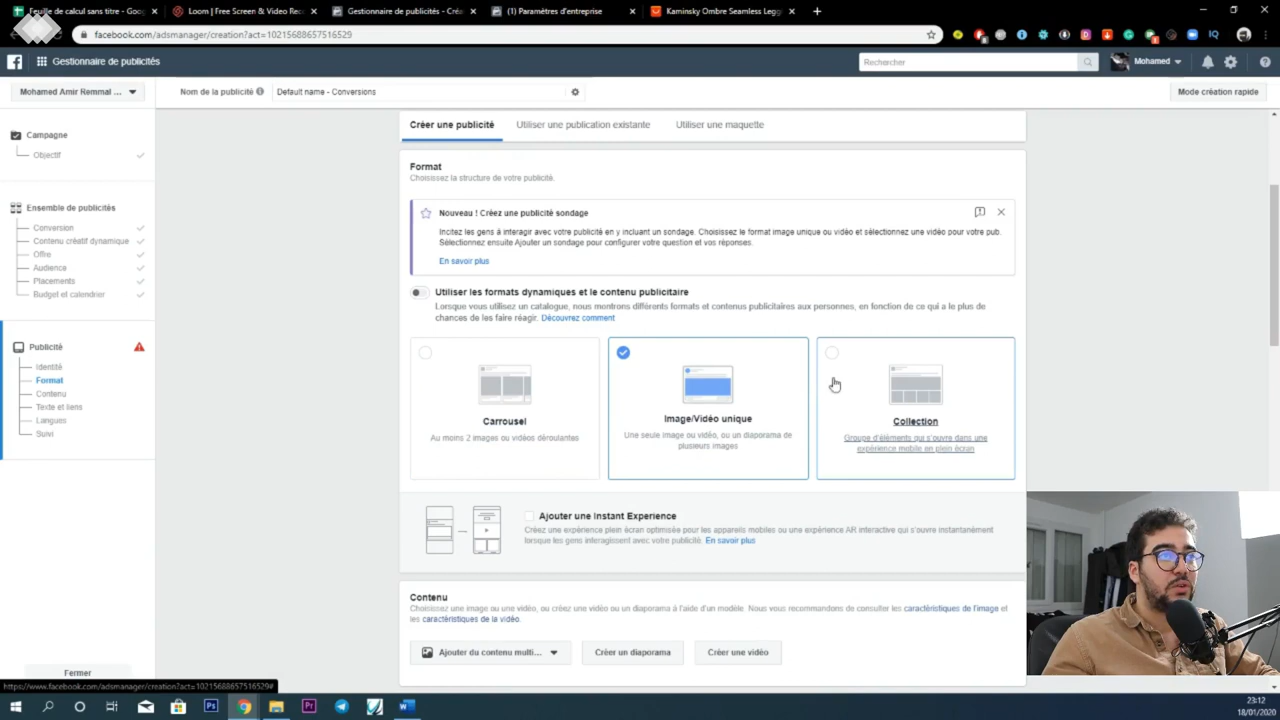 Feuille de calcul sans titre - Goo
Loom | Free Screen & Video Rec
Gestionnaire de publicités - Cré
(1) Paramètres d'entreprise
Kaminsky Ombre Seamless Legg
facebook.com/adsmanager/creation?act=10215688657516529
Gestionnaire de publicités
Rechercher
Mohamed
Mohamed Amir Remmal ...
Nom de la publicité
Default name - Conversions
Mode création rapide
Campagne
Objectif
Ensemble de publicités
Conversion
Contenu créatif dynamique
Offre
Audience
Placements
Budget et calendrier
Publicité
Identité
Format
Contenu
Texte et liens
Langues
Suivi
Fermer
Créer une publicité
Utiliser une publication existante
Utiliser une maquette
Format
Choisissez la structure de votre publicité.
Nouveau ! Créez une publicité sondage
Incitez les gens à interagir avec votre publicité en y incluant un sondage. Choisissez le format image unique ou vidéo et sélectionnez une vidéo pour votre pub.
Sélectionnez ensuite Ajouter un sondage pour configurer votre question et vos réponses.
En savoir plus
Utiliser les formats dynamiques et le contenu publicitaire
Lorsque vous utilisez un catalogue, nous montrons différents formats et contenus publicitaires aux personnes, en fonction de ce qui a le plus de
chances de les faire réagir. Découvrez comment
Carrousel
Au moins 2 images ou vidéos déroulantes
Image/Vidéo unique
Une seule image ou vidéo, ou un diaporama de
plusieurs images
Collection
Groupe d'éléments qui s'ouvre dans une
expérience mobile en plein écran
Ajouter une Instant Experience
Créez une expérience plein écran optimisée pour les appareils mobiles ou une expérience AR interactive qui s'ouvre instantanément
lorsque les gens interagissent avec votre publicité. En savoir plus
Contenu
Choisissez une image ou une vidéo, ou créez une vidéo ou un diaporama à l'aide d'un modèle. Nous vous recommandons de consulter les caractéristiques de l'image et
les caractéristiques de la vidéo.
Ajouter du contenu multi...
Créer un diaporama
Créer une vidéo
https://www.facebook.com/adsmanager/creation?act=10215688657516529#
23:12
18/01/2020